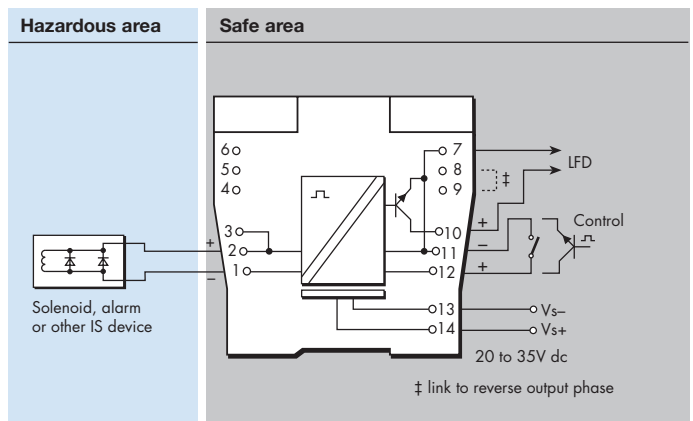 Hazardous area
Safe area
6
5
4
3
2
1
+
–
Solenoid, alarm
or other IS device
7
8
9
10
11
12
13
14
‡
LFD
+
–
+
Control
Vs–
Vs+
20 to 35V dc
‡ link to reverse output phase